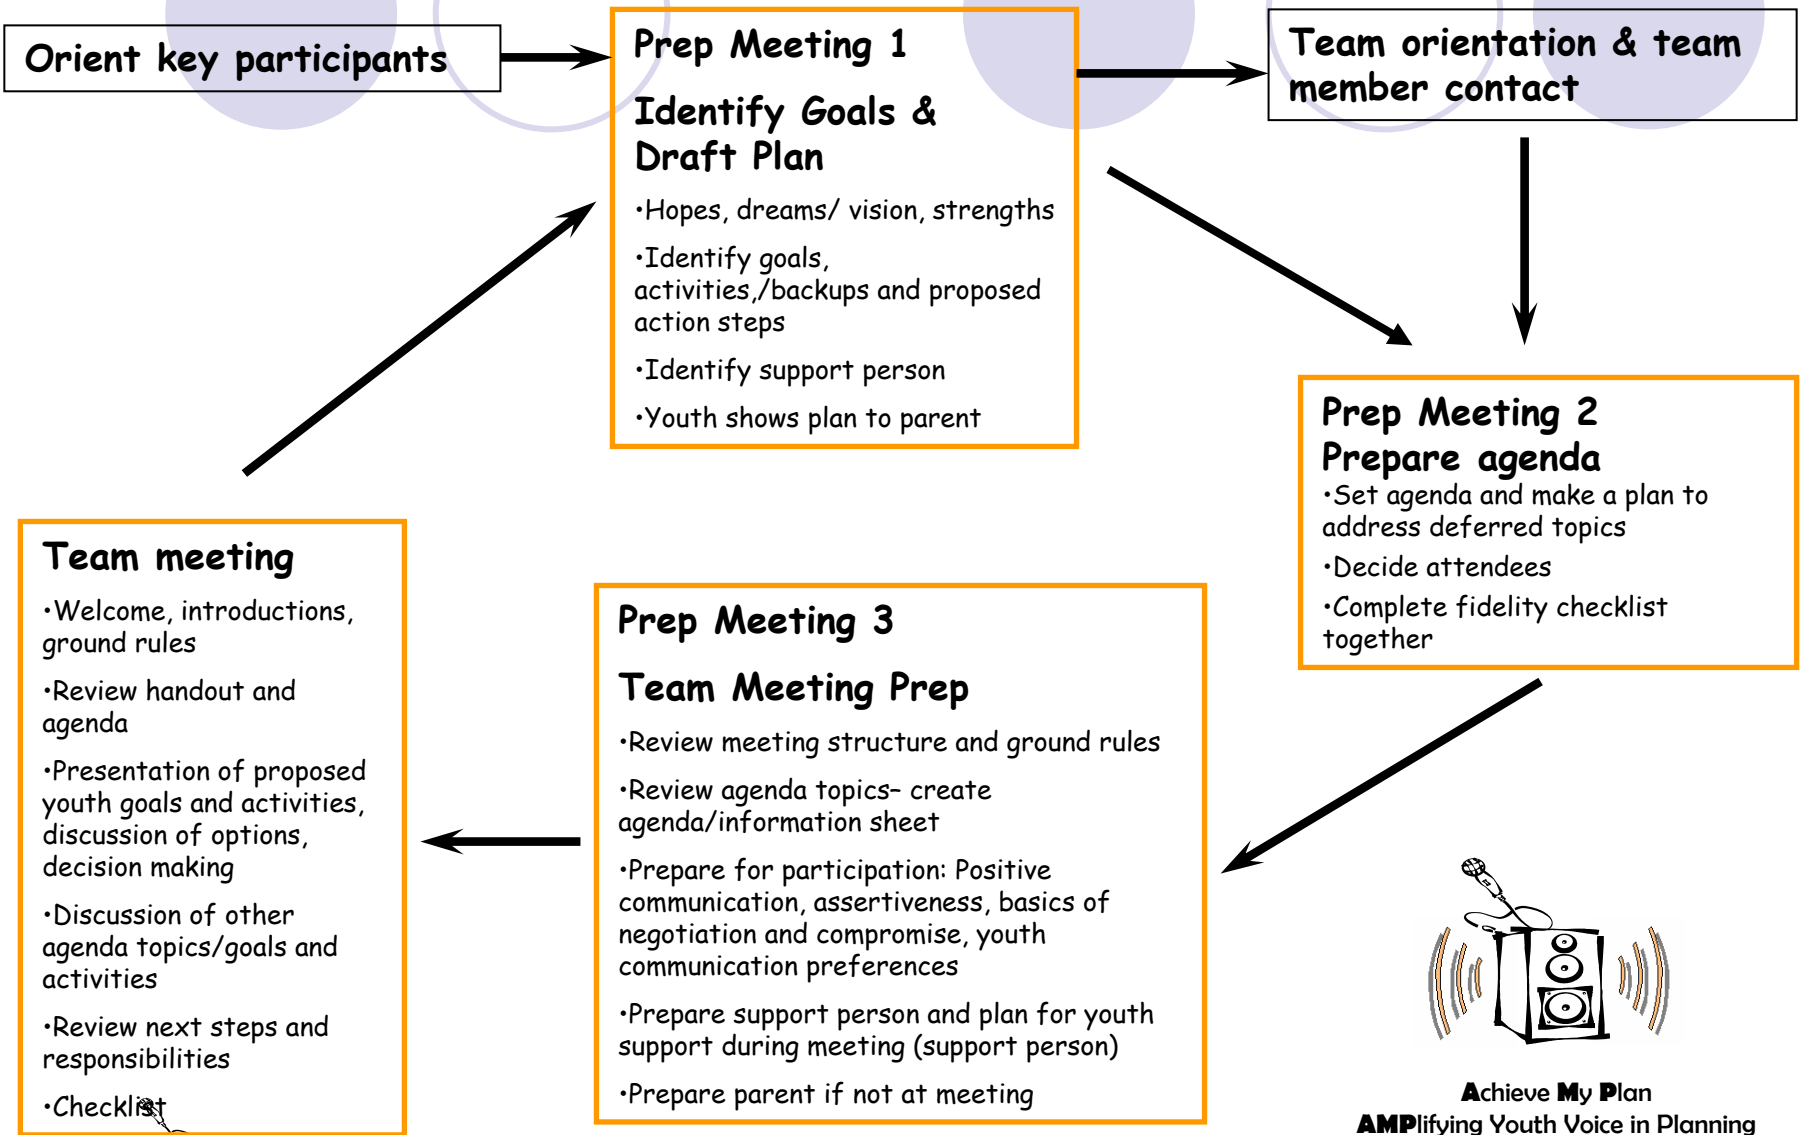 Orient key participants
Prep Meeting 1
Identify Goals &
Draft Plan
•Hopes, dreams/ vision, strengths
•Identify goals,
activities,/backups and proposed
action steps
•Identify support person
•Youth shows plan to parent
Team orientation & team
member contact
Prep Meeting 2
Prepare agenda
•Set agenda and make a plan to
address deferred topics
•Decide attendees
•Complete fidelity checklist
together
Prep Meeting 3
Team Meeting Prep
•Review meeting structure and ground rules
•Review agenda topics– create
agenda/information sheet
•Prepare for participation: Positive
communication, assertiveness, basics of
negotiation and compromise, youth
communication preferences
•Prepare support person and plan for youth
support during meeting (support person)
•Prepare parent if not at meeting
Team meeting
•Welcome, introductions,
ground rules
•Review handout and
agenda
•Presentation of proposed
youth goals and activities,
discussion of options,
decision making
•Discussion of other
agenda topics/goals and
activities
•Review next steps and
responsibilities
•Checklist
Achieve My Plan
AMPlifying Youth Voice in Planning